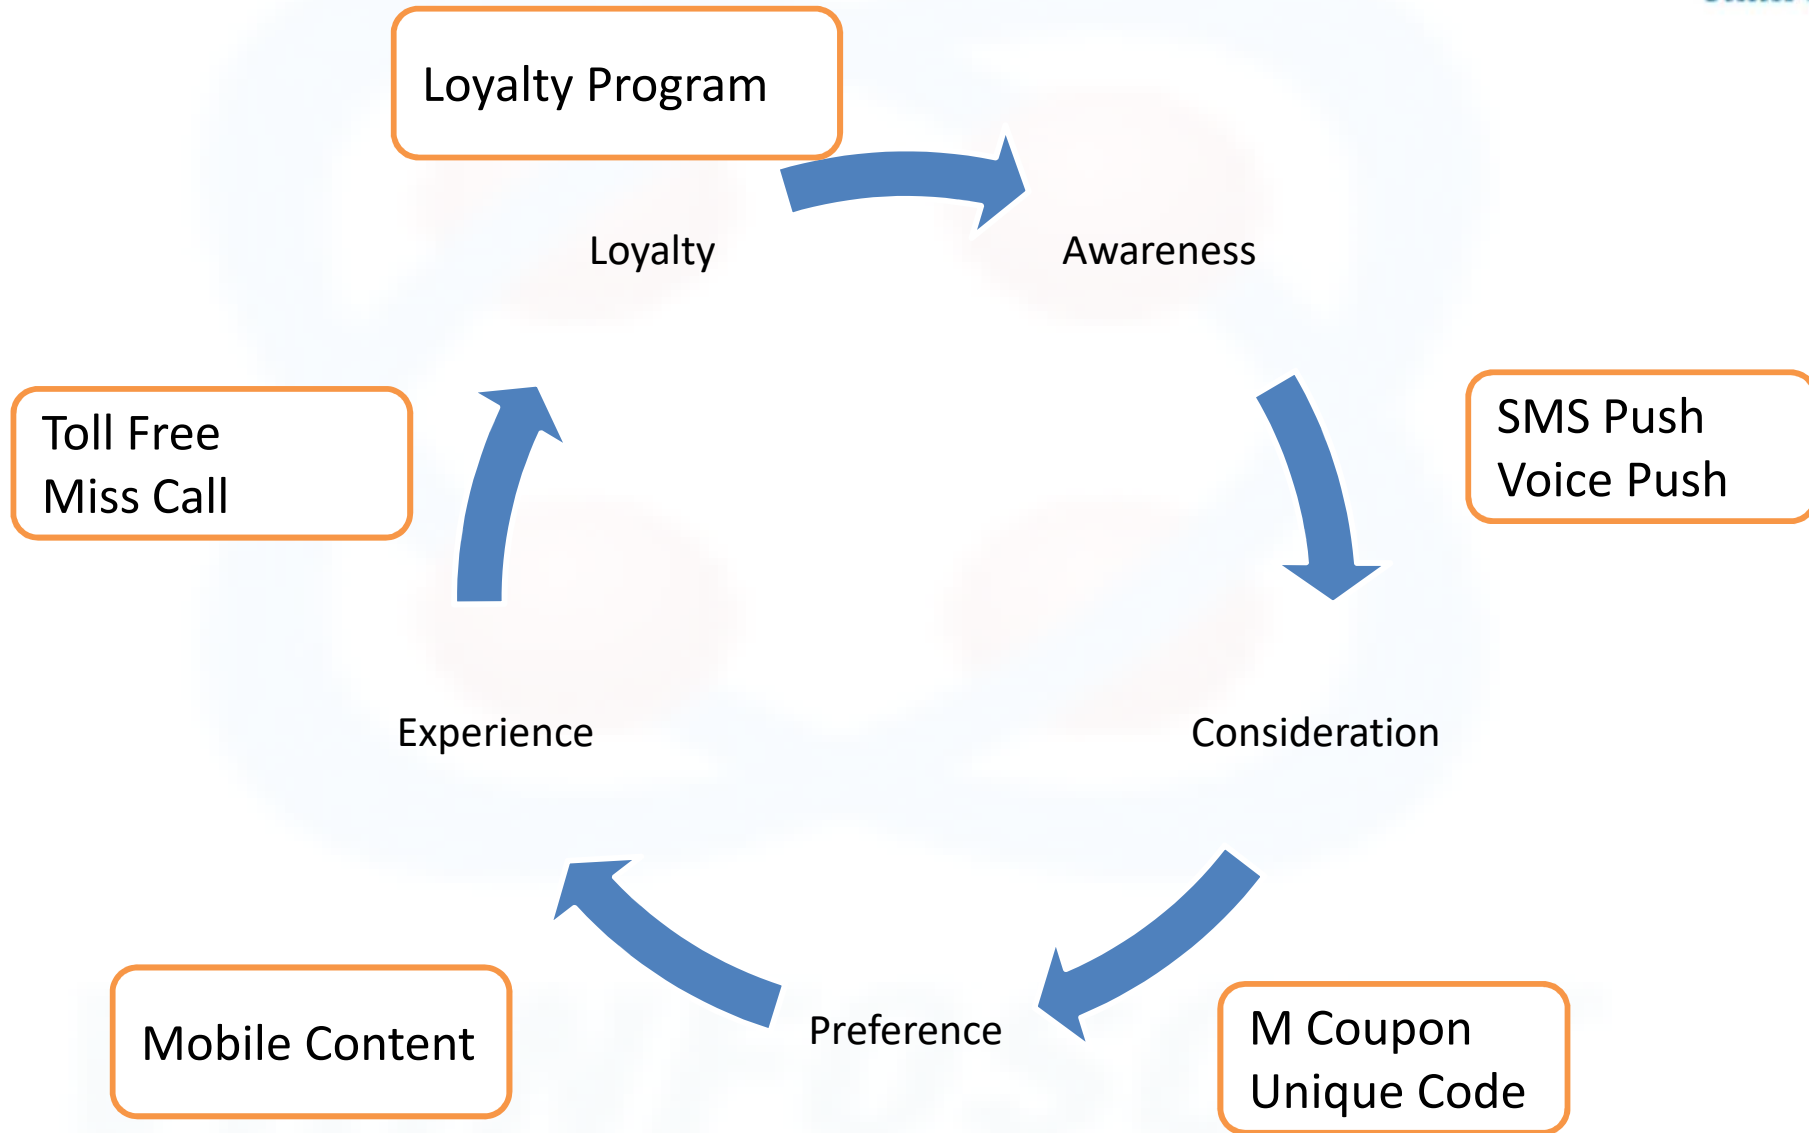 Loyalty Program
Loyalty
Awareness
Toll Free
Miss Call
SMS Push
Voice Push
Experience
Consideration
Mobile Content
Preference
M Coupon
Unique Code